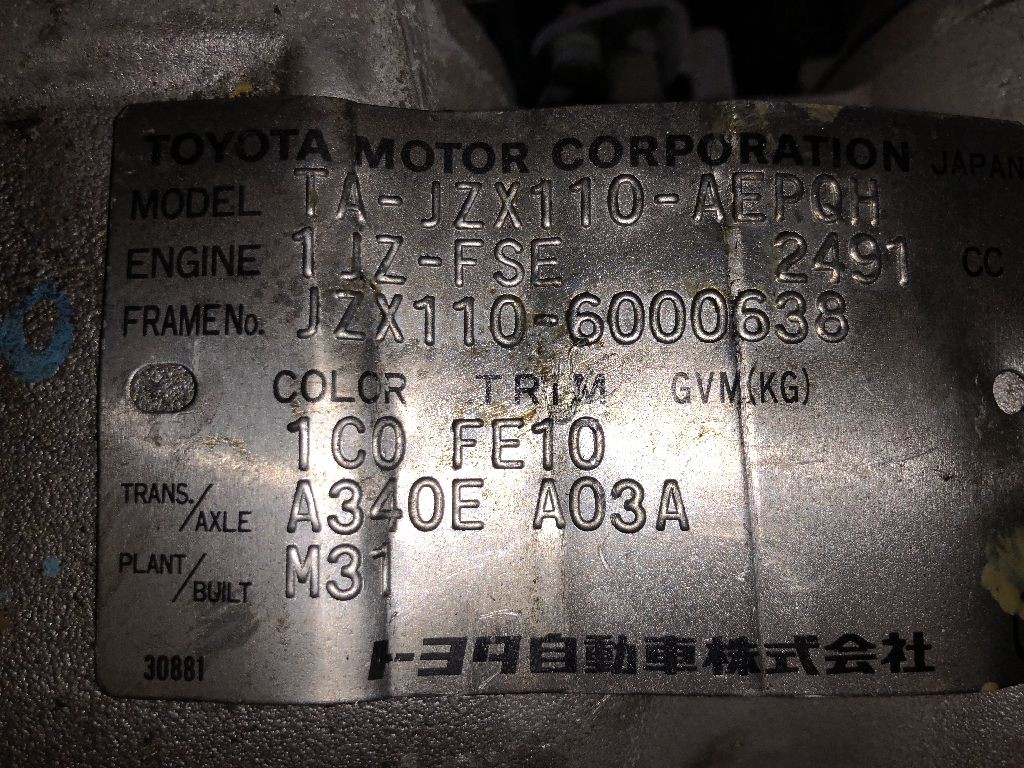 TOYOTA MOTOR CORPORATION JAPAN
MODEL TA-JZX110-AEPQH
ENGINE 1JZ-FSE 2491 CC
FRAME No. JZX110-6000638
COLOR TRIM GVM(KG)
1C0 FE10
TRANS./AXLE A340E A03A
PLANT/BUILT M31
30881 トヨタ自動車株式会社